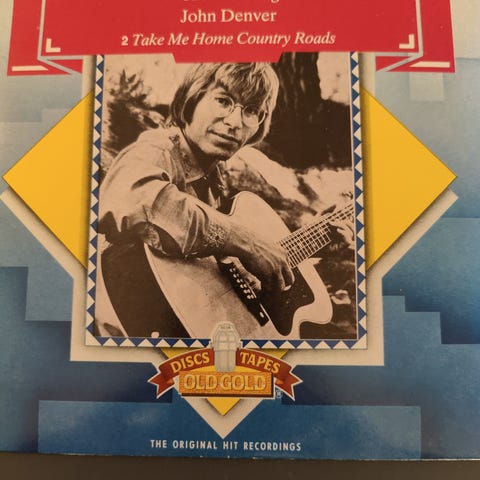 John Denver
2 Take Me Home Country Roads
DISCS TAPES
OLD GOLD
THE ORIGINAL HIT RECORDINGS